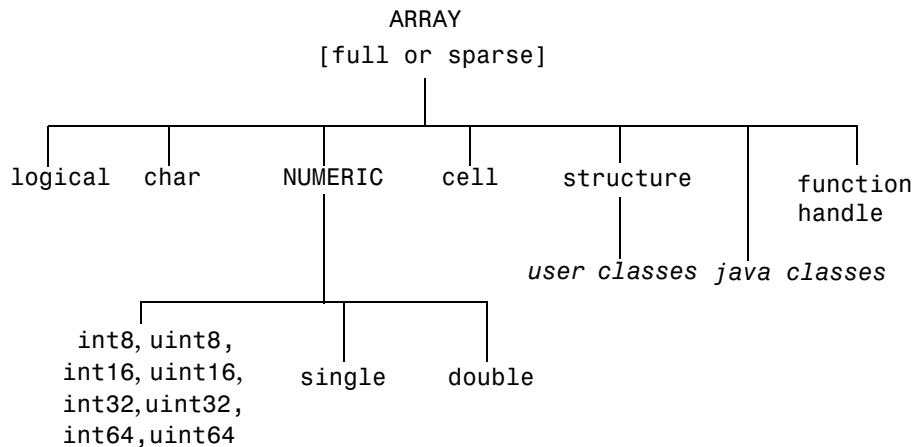 ARRAY
[full or sparse]
logical char NUMERIC cell structure function
handle
user classes java classes
int8, uint8,
int16, uint16,
int32,uint32,
int64,uint64
single double